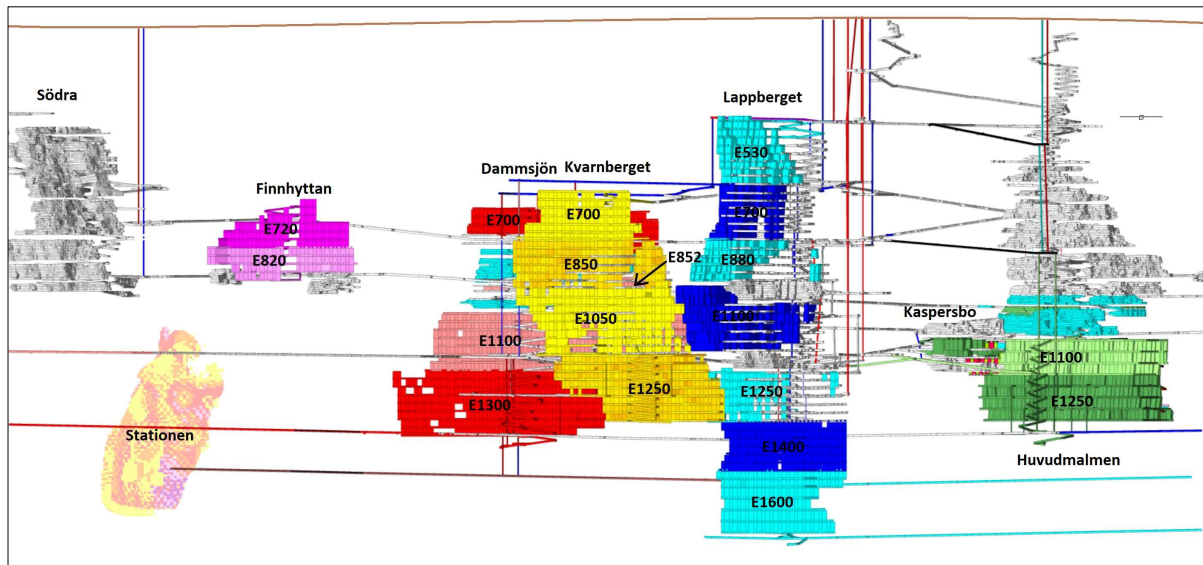 Södra
Lappberget
E530
Dammsjön
Kvarnberget
Finnhyttan
E700
E700
E700
E720
E820
E850
E852
E880
E1050
E1100
E1100
Kaspersbo
E1100
E1300
E1250
E1250
E1250
Stationen
E1400
Huvudmalmen
E1600